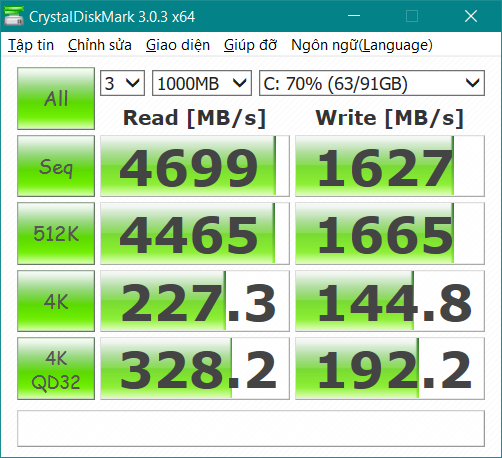 CrystalDiskMark 3.0.3 x64
Tập tin Chỉnh sửa Giao diện Giúp đỡ Ngôn ngữ(Language)
All 3 1000MB C: 70% (63/91GB)
Read [MB/s] Write [MB/s]
Seq 4699 1627
512K 4465 1665
4K 227.3 144.8
4K
QD32 328.2 192.2